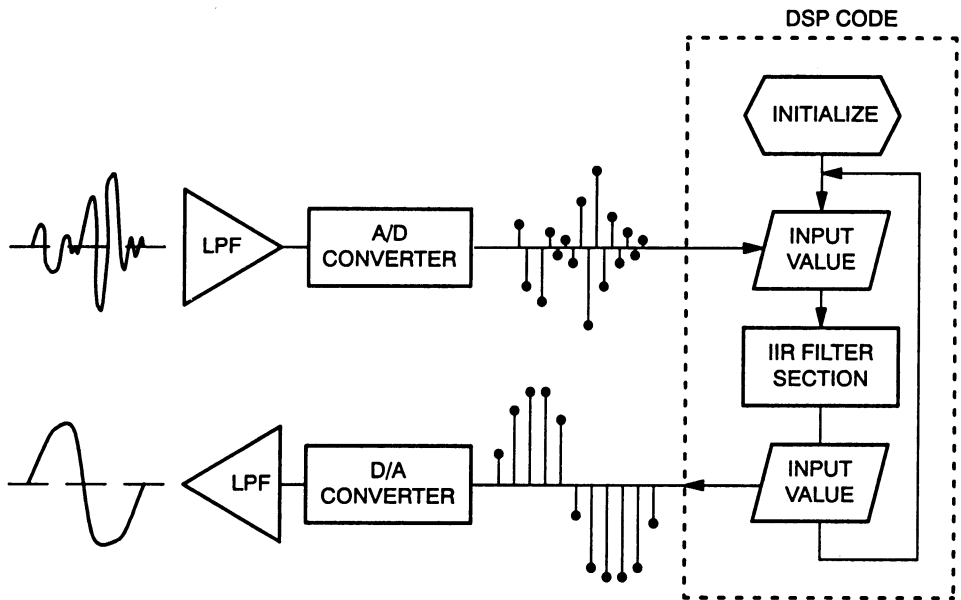 DSP CODE
INITIALIZE
LPF
A/D
CONVERTER
INPUT
VALUE
IIR FILTER
SECTION
LPF
D/A
CONVERTER
INPUT
VALUE